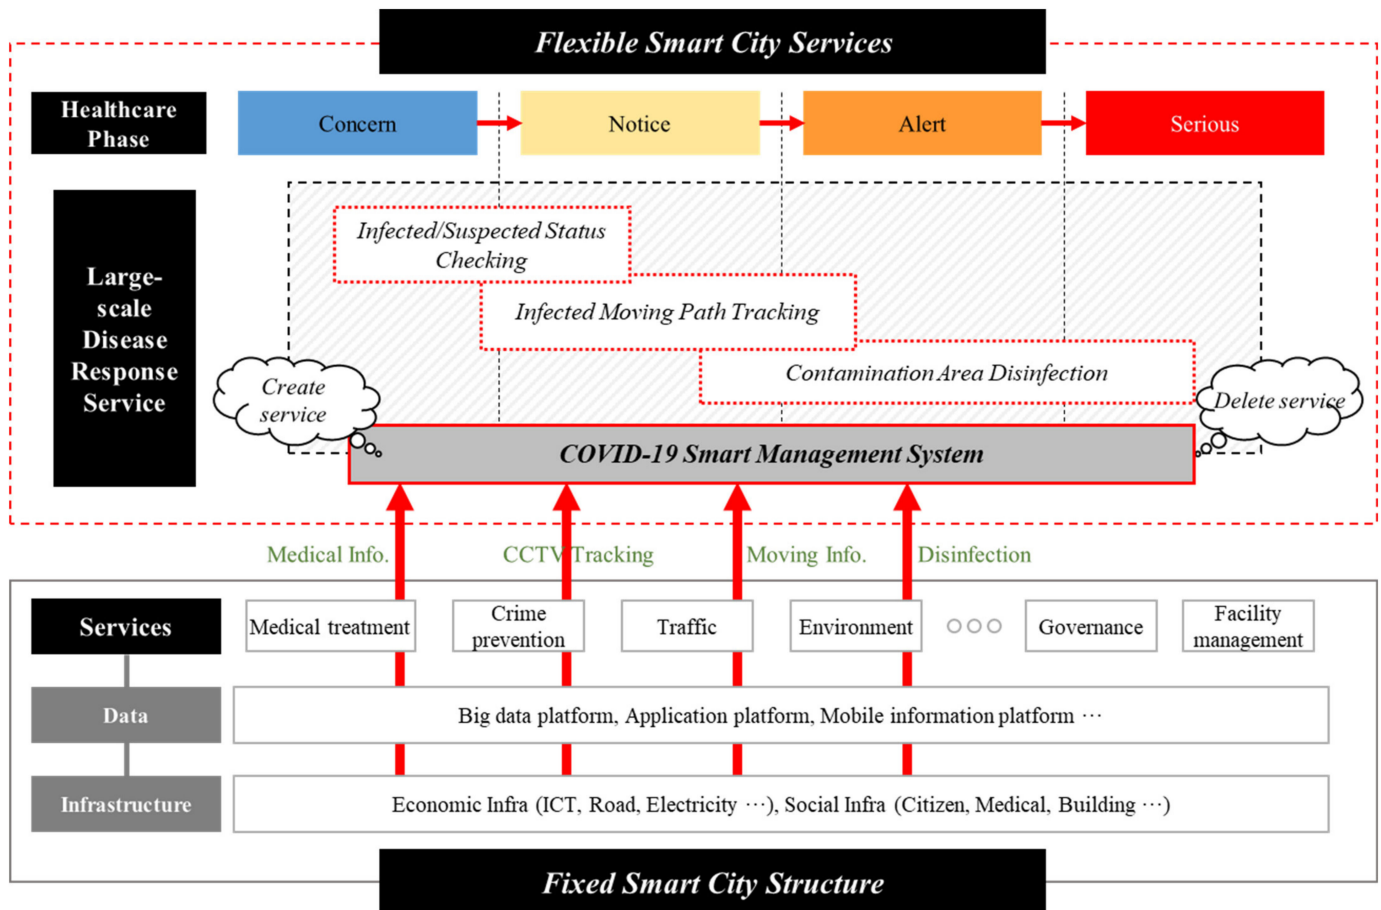 Flexible Smart City Services
Healthcare
Phase
Concern
Notice
Alert
Serious
Large-
scale
Disease
Response
Service
Infected/Suspected Status
Checking
Infected Moving Path Tracking
Contamination Area Disinfection
Create
service
Delete service
COVID-19 Smart Management System
Medical Info.
CCTV Tracking
Moving Info.
Disinfection
Services
Medical treatment
Crime
prevention
Traffic
Environment
Governance
Facility
management
Data
Big data platform, Application platform, Mobile information platform ⋯
Infrastructure
Economic Infra (ICT, Road, Electricity ⋯), Social Infra (Citizen, Medical, Building ⋯)
Fixed Smart City Structure